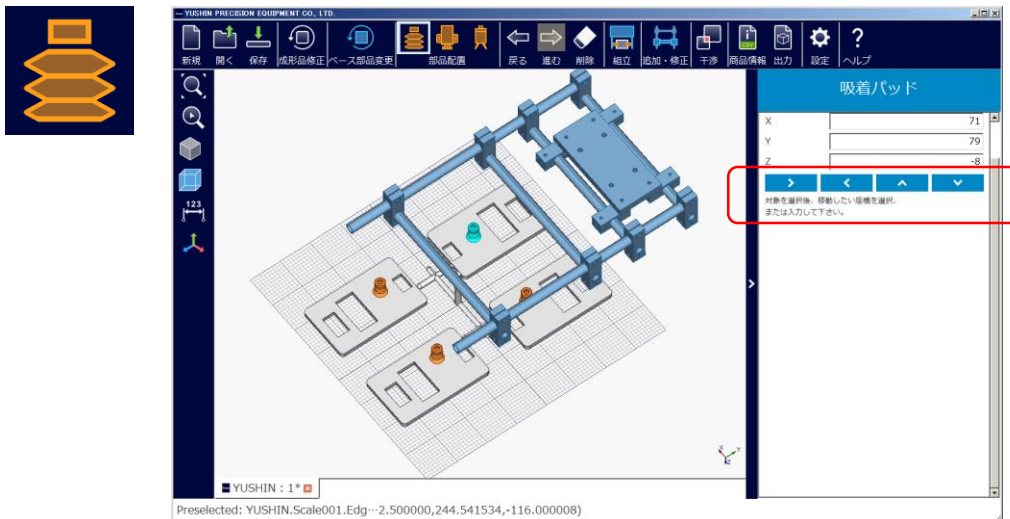 YUSHIN PRECISION EQUIPMENT CO., LTD.
新規 開く 保存 成形品修正 ベース部品変更 部品配置 戻る 進む 削除 組立 追加・修正 干渉 商品情報 出力 設定 ヘルプ
CSV
?
123
吸着パッド
X 71
Y 79
Z -8
対象を選択後、移動したい座標を選択、
または入力して下さい。
X Y Z
YUSHIN : 1*
Preselected: YUSHIN.Scale001.Edg…2.500000,244.541534,-116.000008)